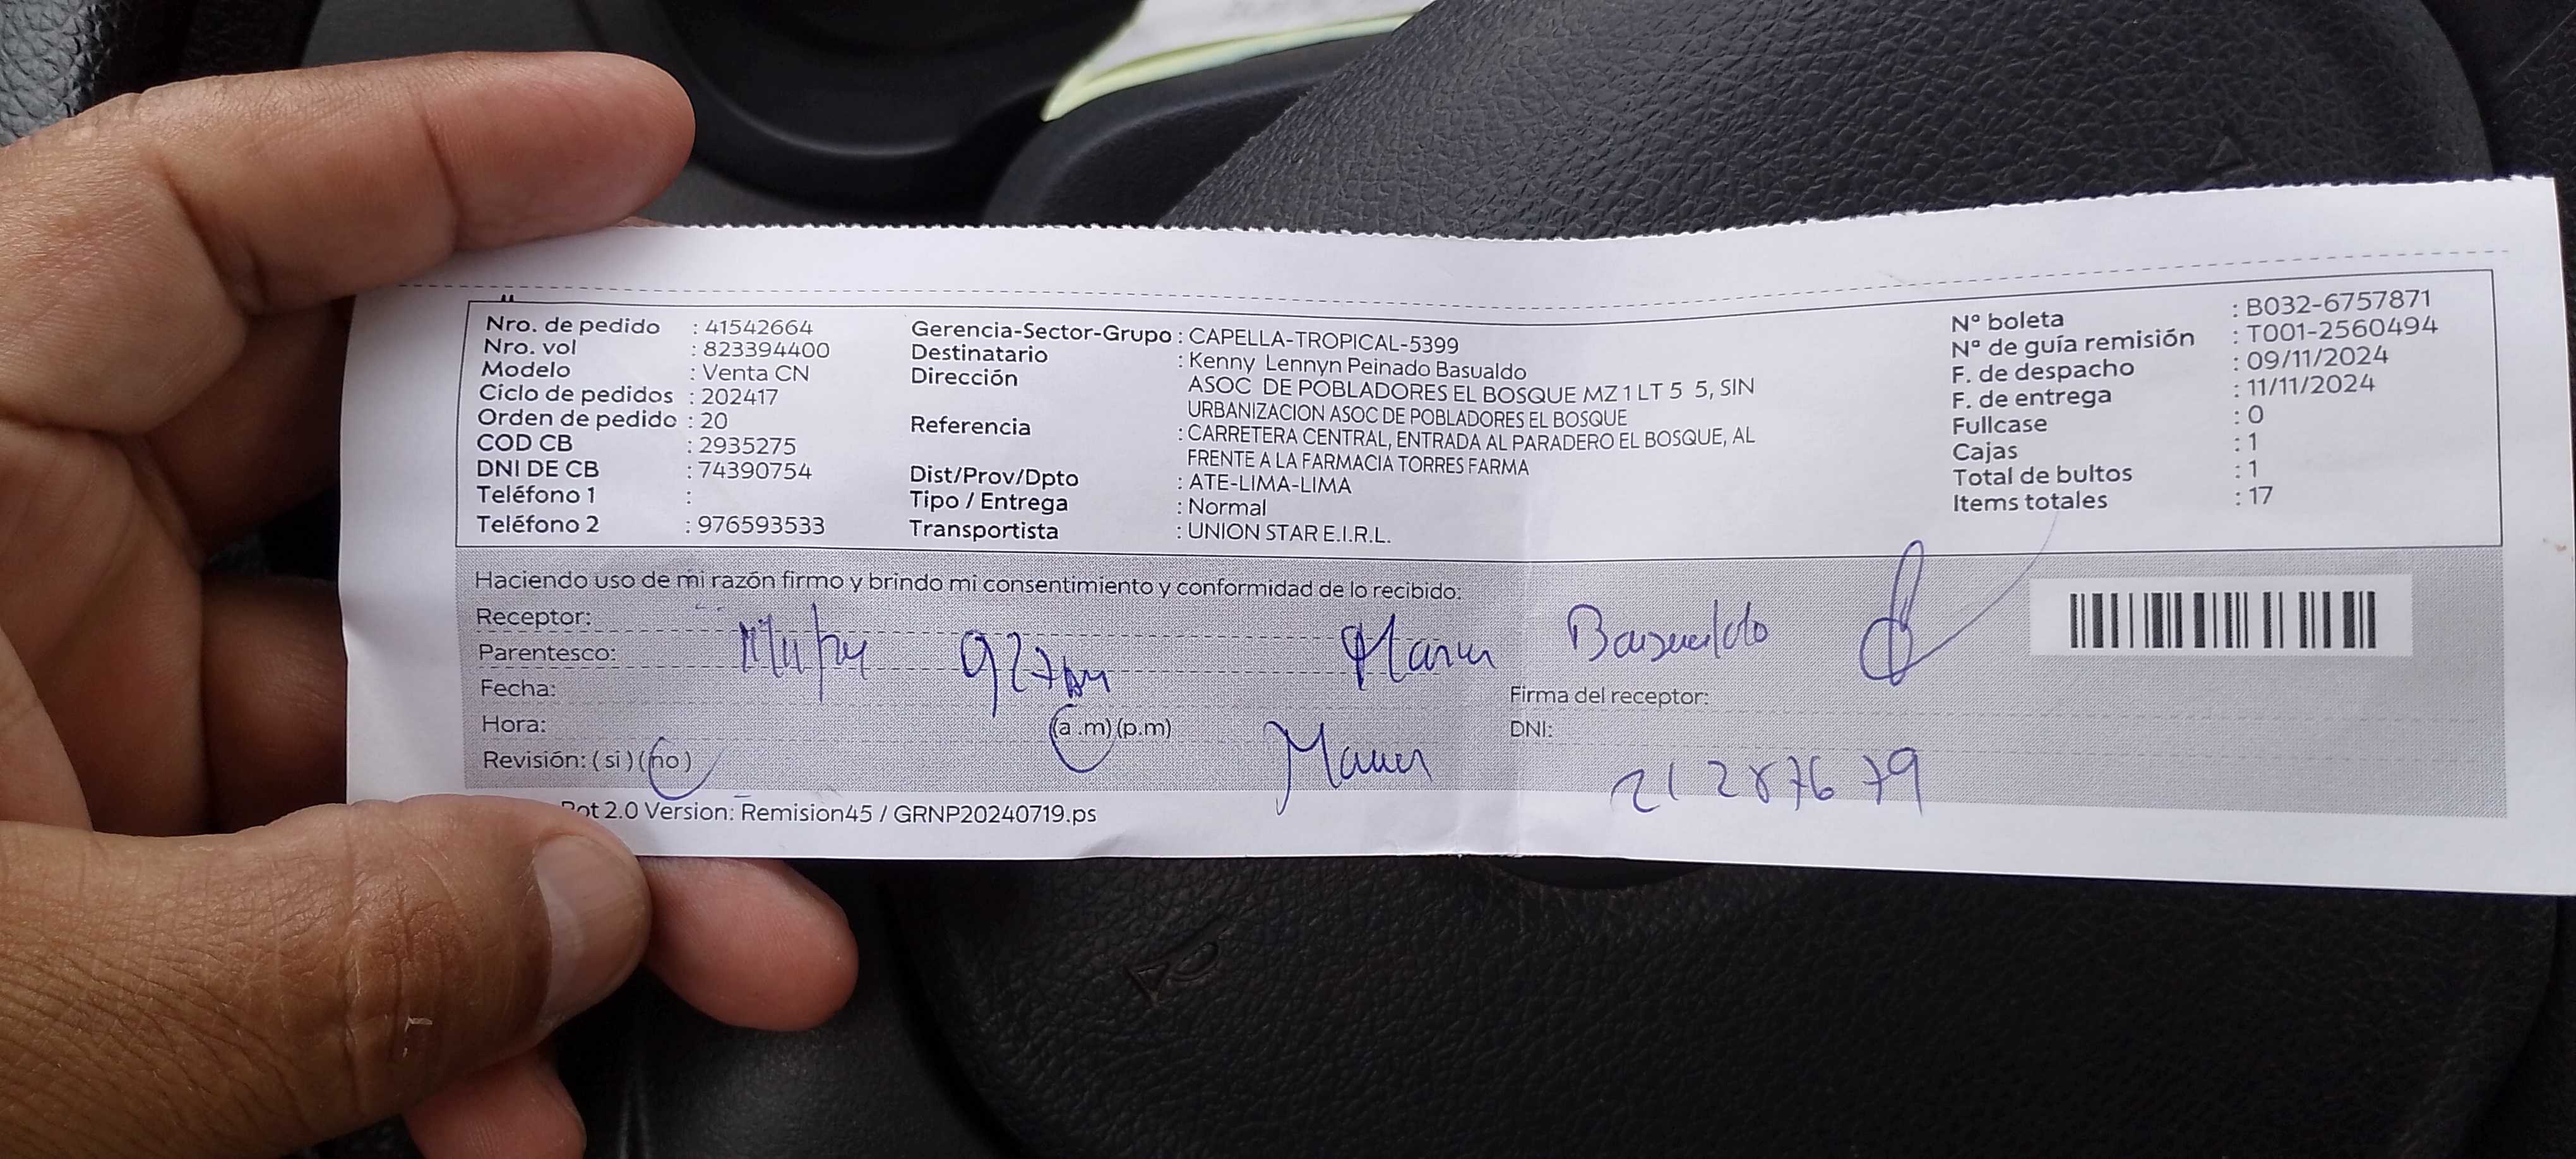 Nro. de pedido : 41542664
Nro. vol : 823394400
Modelo : Venta CN
Ciclo de pedidos : 202417
Orden de pedido : 20
COD CB : 2935275
DNI DE CB : 74390754
Teléfono 1 :
Teléfono 2 : 976593533
Gerencia-Sector-Grupo : CAPELLA-TROPICAL-5399
Destinatario : Kenny Lennyn Peinado Basualdo
Dirección ASOC DE POBLADORES EL BOSQUE MZ 1 LT 5 5, SIN
URBANIZACION ASOC DE POBLADORES EL BOSQUE
Referencia : CARRETERA CENTRAL, ENTRADA AL PARADERO EL BOSQUE, AL
FRENTE A LA FARMACIA TORRES FARMA
Dist/Prov/Dpto : ATE-LIMA-LIMA
Tipo / Entrega : Normal
Transportista : UNION STAR E.I.R.L.
Nº boleta : B032-6757871
Nº de guía remisión : T001-2560494
F. de despacho : 09/11/2024
F. de entrega : 11/11/2024
Fullcase : 0
Cajas : 1
Total de bultos : 1
Items totales : 17
Haciendo uso de mi razón firmo y brindo mi consentimiento y conformidad de lo recibido:
Receptor:
Basualdo
Parentesco:
Fecha:
Firma del receptor:
Hora: (a.m)(p.m)
DNI:
Revisión: (si) (no)
21287679
ot 2.0 Version: Remision45 / GRNP20240719.ps